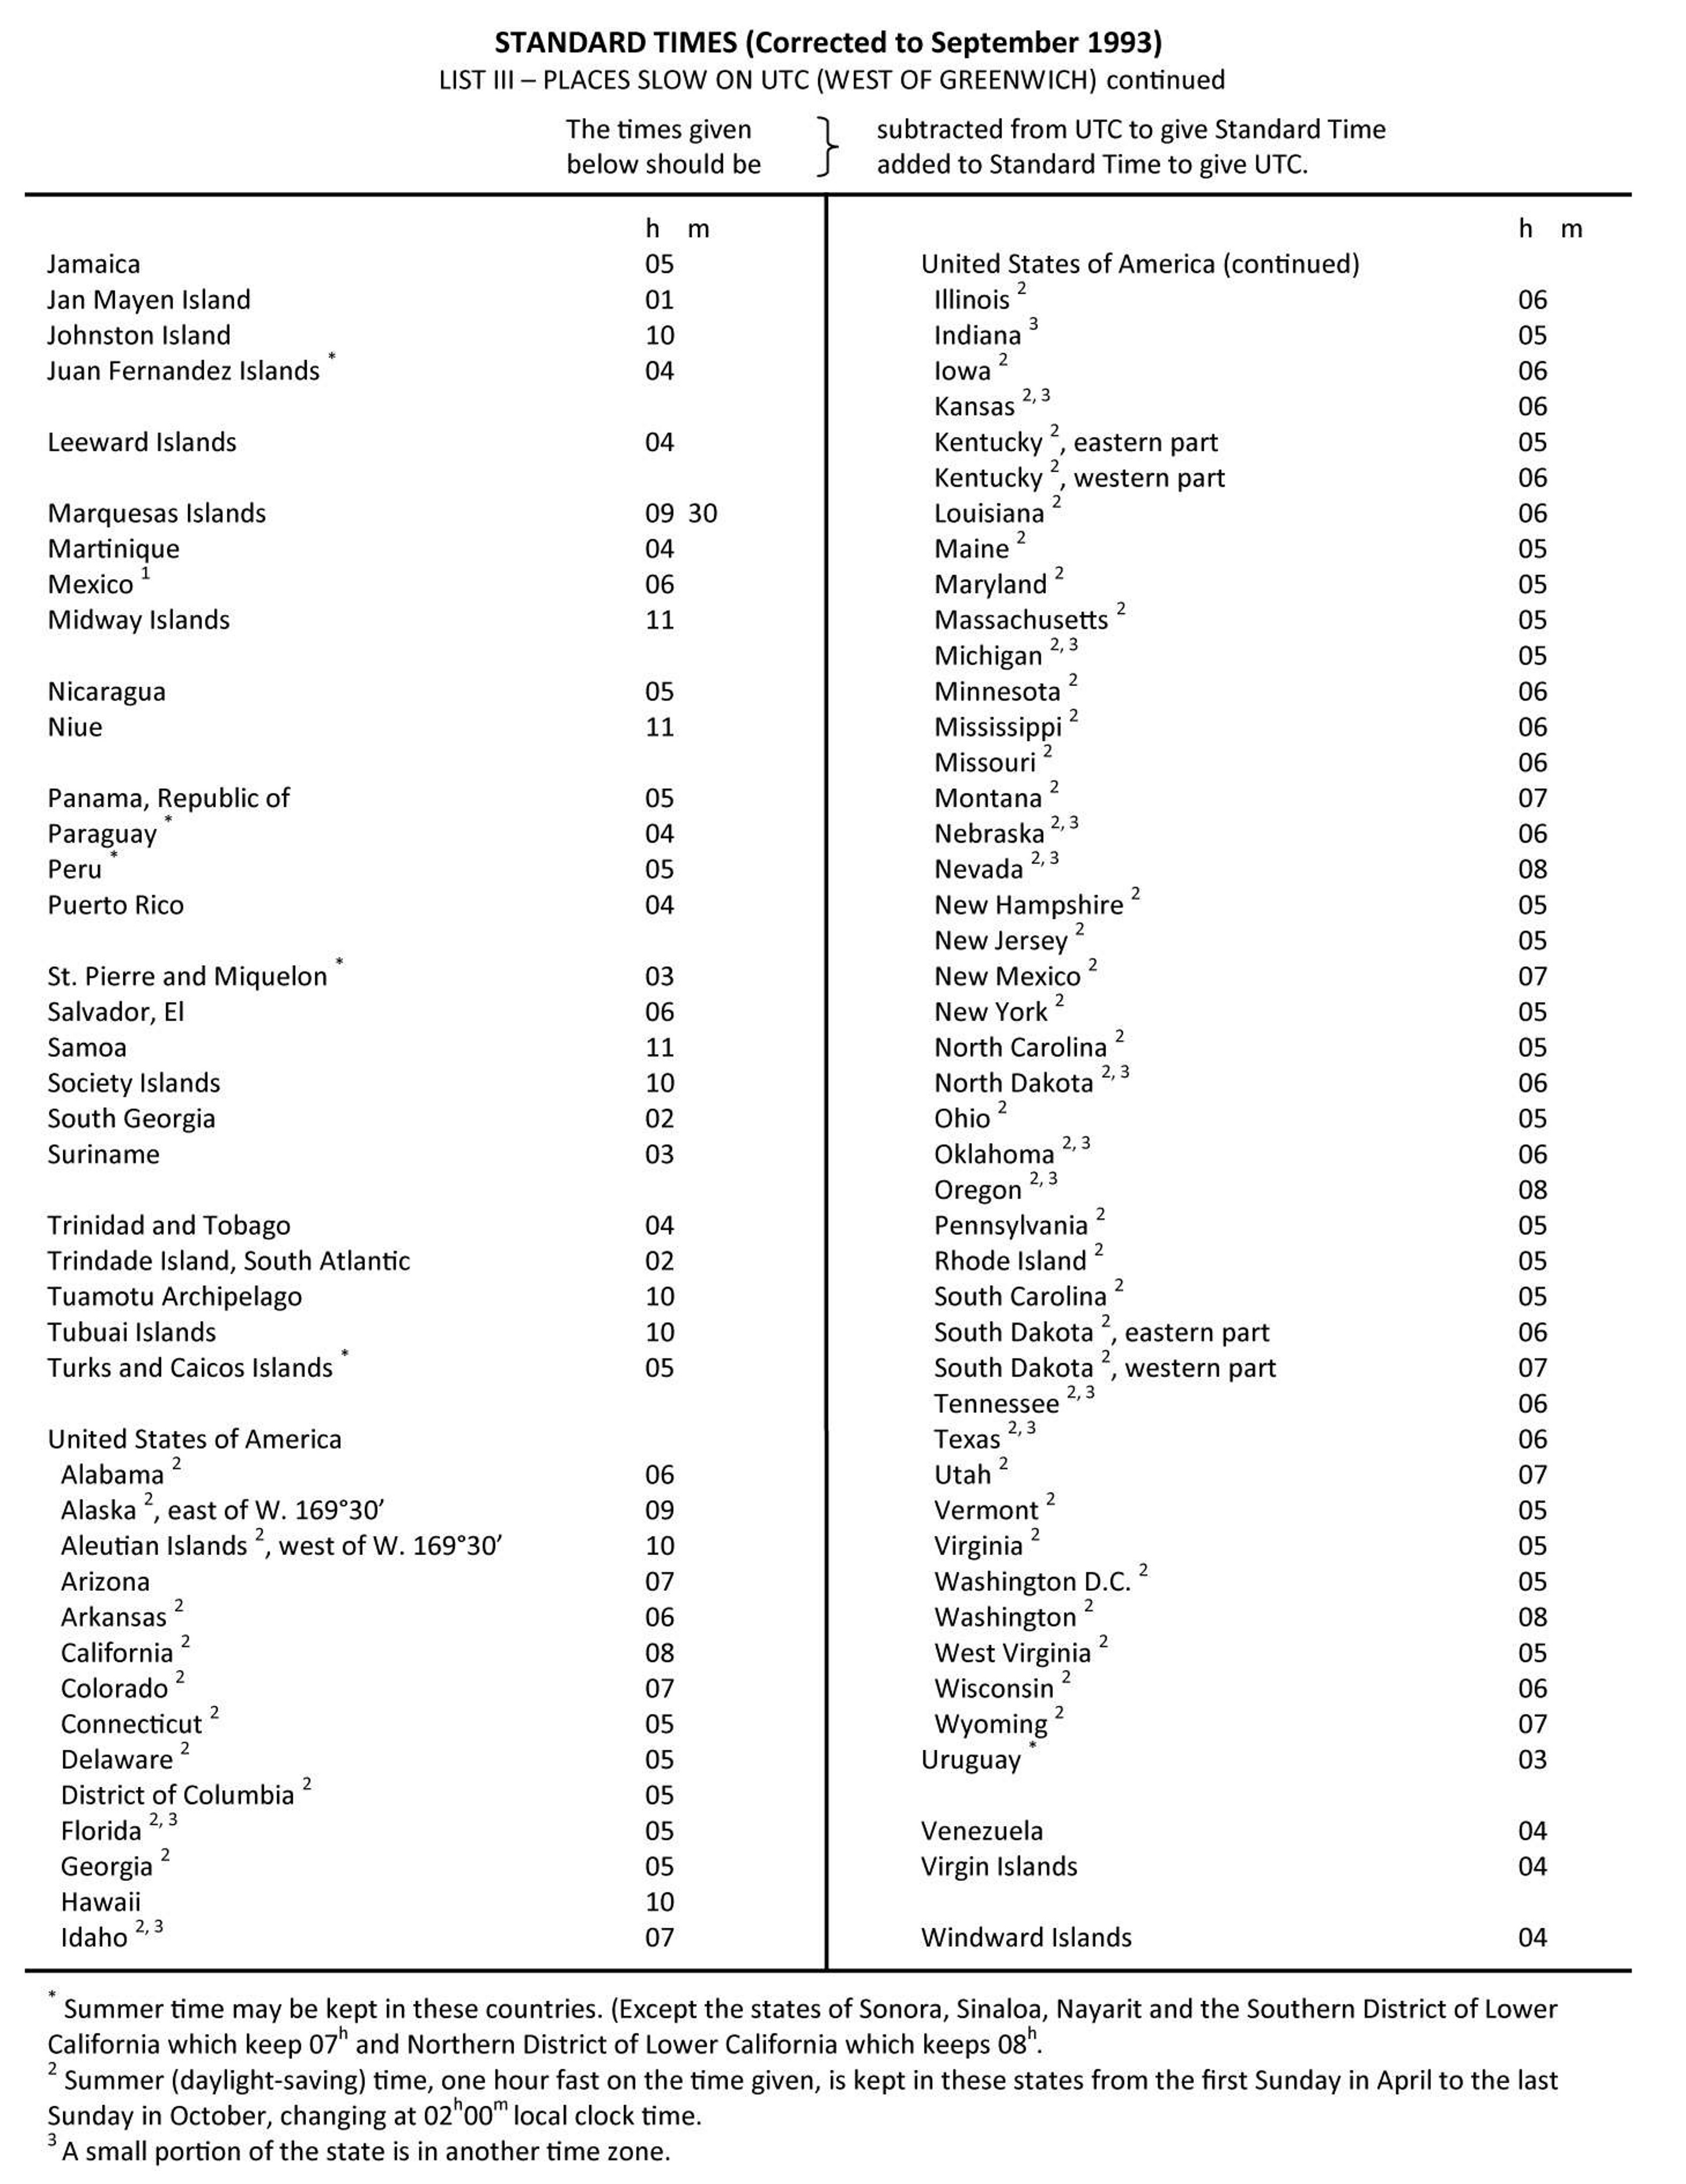 STANDARD TIMES (Corrected to September 1993)
LIST III – PLACES SLOW ON UTC (WEST OF GREENWICH) continued
The times given
below should be
}
subtracted from UTC to give Standard Time
added to Standard Time to give UTC.
h m
Jamaica 05
Jan Mayen Island 01
Johnston Island 10
Juan Fernandez Islands * 04
Leeward Islands 04
Marquesas Islands 09 30
Martinique 04
Mexico 1 06
Midway Islands 11
Nicaragua 05
Niue 11
Panama, Republic of 05
Paraguay * 04
Peru * 05
Puerto Rico 04
St. Pierre and Miquelon * 03
Salvador, El 06
Samoa 11
Society Islands 10
South Georgia 02
Suriname 03
Trinidad and Tobago 04
Trindade Island, South Atlantic 02
Tuamotu Archipelago 10
Tubuai Islands 10
Turks and Caicos Islands * 05
United States of America
Alabama 2 06
Alaska 2, east of W. 169°30’ 09
Aleutian Islands 2, west of W. 169°30’ 10
Arizona 07
Arkansas 2 06
California 2 08
Colorado 2 07
Connecticut 2 05
Delaware 2 05
District of Columbia 2 05
Florida 2, 3 05
Georgia 2 05
Hawaii 10
Idaho 2, 3 07
h m
United States of America (continued)
Illinois 2 06
Indiana 3 05
Iowa 2 06
Kansas 2, 3 06
Kentucky 2, eastern part 05
Kentucky 2, western part 06
Louisiana 2 06
Maine 2 05
Maryland 2 05
Massachusetts 2 05
Michigan 2, 3 05
Minnesota 2 06
Mississippi 2 06
Missouri 2 06
Montana 2 07
Nebraska 2, 3 06
Nevada 2, 3 08
New Hampshire 2 05
New Jersey 2 05
New Mexico 2 07
New York 2 05
North Carolina 2 05
North Dakota 2, 3 06
Ohio 2 05
Oklahoma 2, 3 06
Oregon 2, 3 08
Pennsylvania 2 05
Rhode Island 2 05
South Carolina 2 05
South Dakota 2, eastern part 06
South Dakota 2, western part 07
Tennessee 2, 3 06
Texas 2, 3 06
Utah 2 07
Vermont 2 05
Virginia 2 05
Washington D.C. 2 05
Washington 2 08
West Virginia 2 05
Wisconsin 2 06
Wyoming 2 07
Uruguay * 03
Venezuela 04
Virgin Islands 04
Windward Islands 04
* Summer time may be kept in these countries. (Except the states of Sonora, Sinaloa, Nayarit and the Southern District of Lower
California which keep 07h and Northern District of Lower California which keeps 08h.
2 Summer (daylight-saving) time, one hour fast on the time given, is kept in these states from the first Sunday in April to the last
Sunday in October, changing at 02h00m local clock time.
3 A small portion of the state is in another time zone.